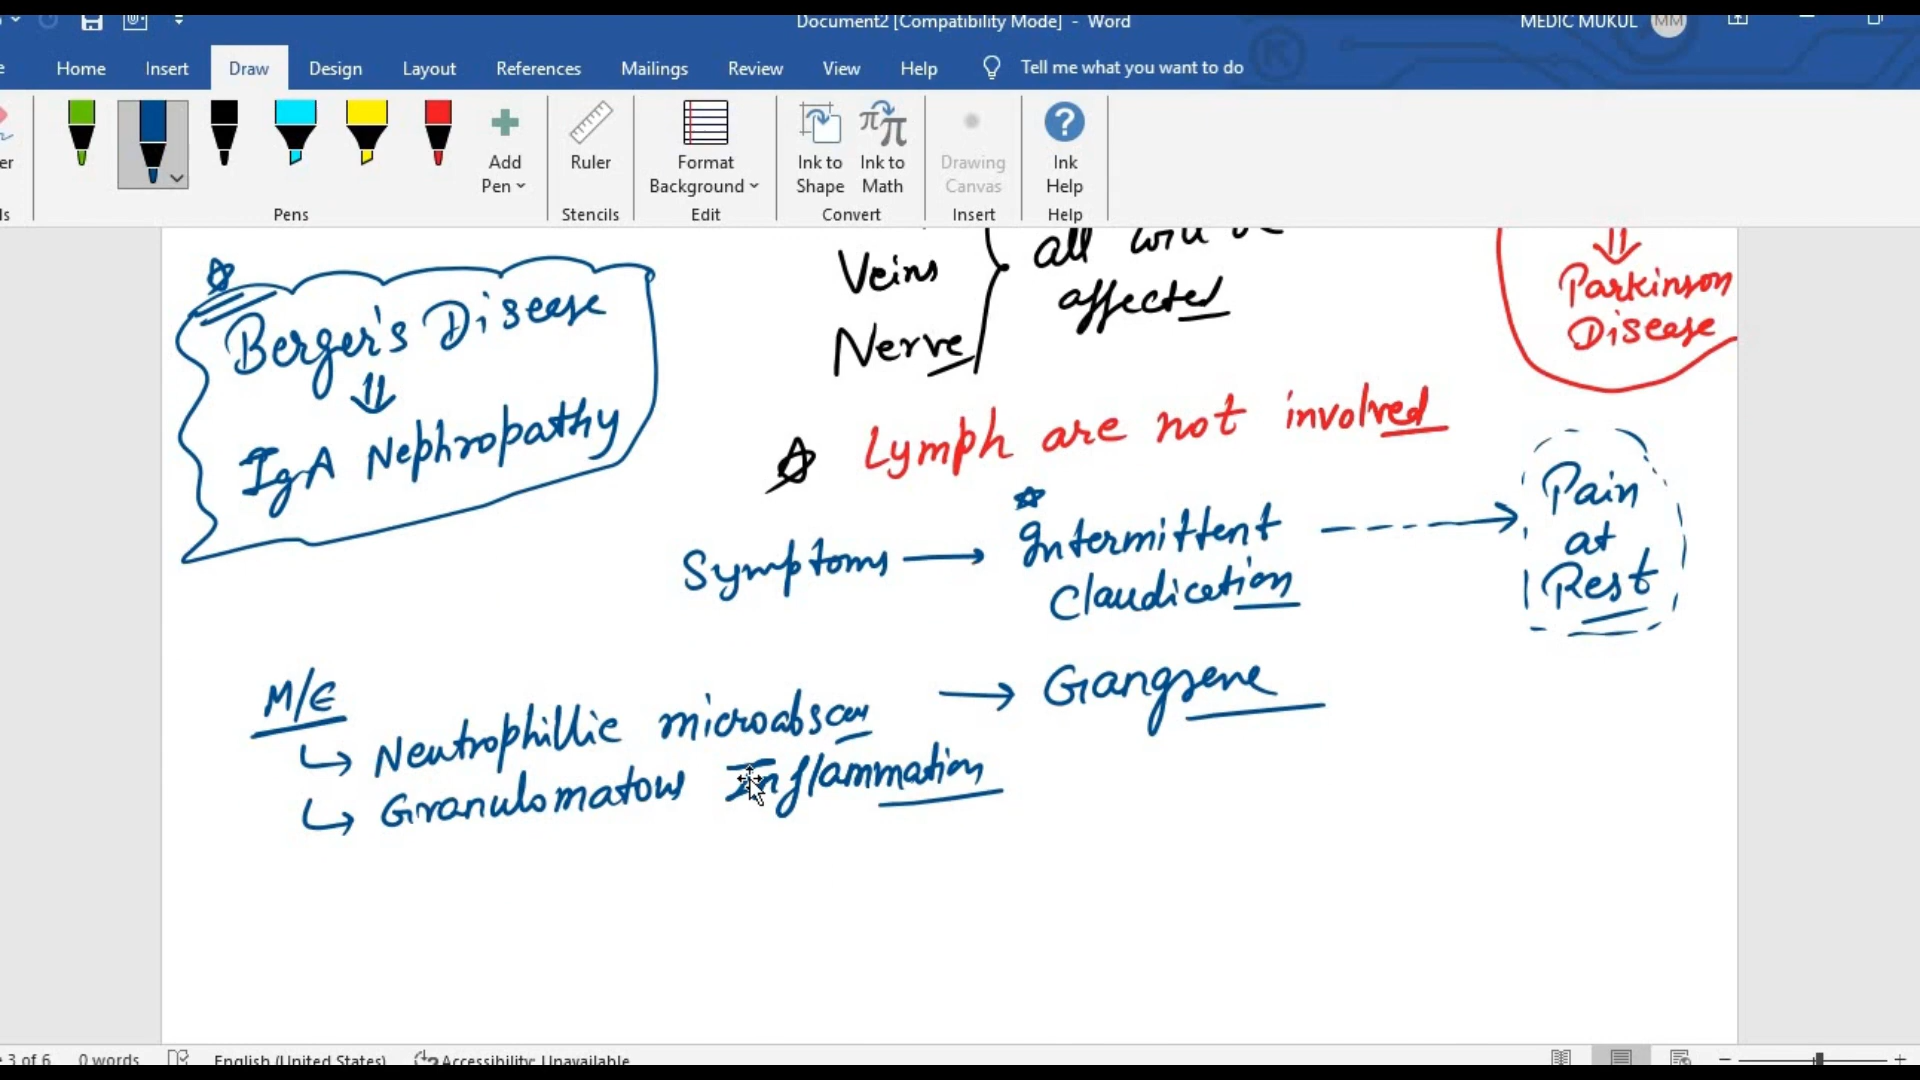 Document2 [Compatibility Mode] - Word
MEDIC MUKUL MM
Home Insert Draw Design Layout References Mailings Review View Help Tell me what you want to do
Add Pen
Ruler
Format Background
Ink to Shape
Ink to Math
Drawing Canvas
Ink Help
Pens Stencils Edit Convert Insert Help
Berger's Disease
IgA Nephropathy
Veins
Nerve
all will be
affected
Parkinson
Disease
Lymph are not involved
Symptoms → Intermittent
Claudication
Pain
at
Rest
→ Gangrene
M/E
Neutrophillic microabscess
Granulomatous Inflammation
3 of 6 0 words English (United States) Accessibility: Unavailable